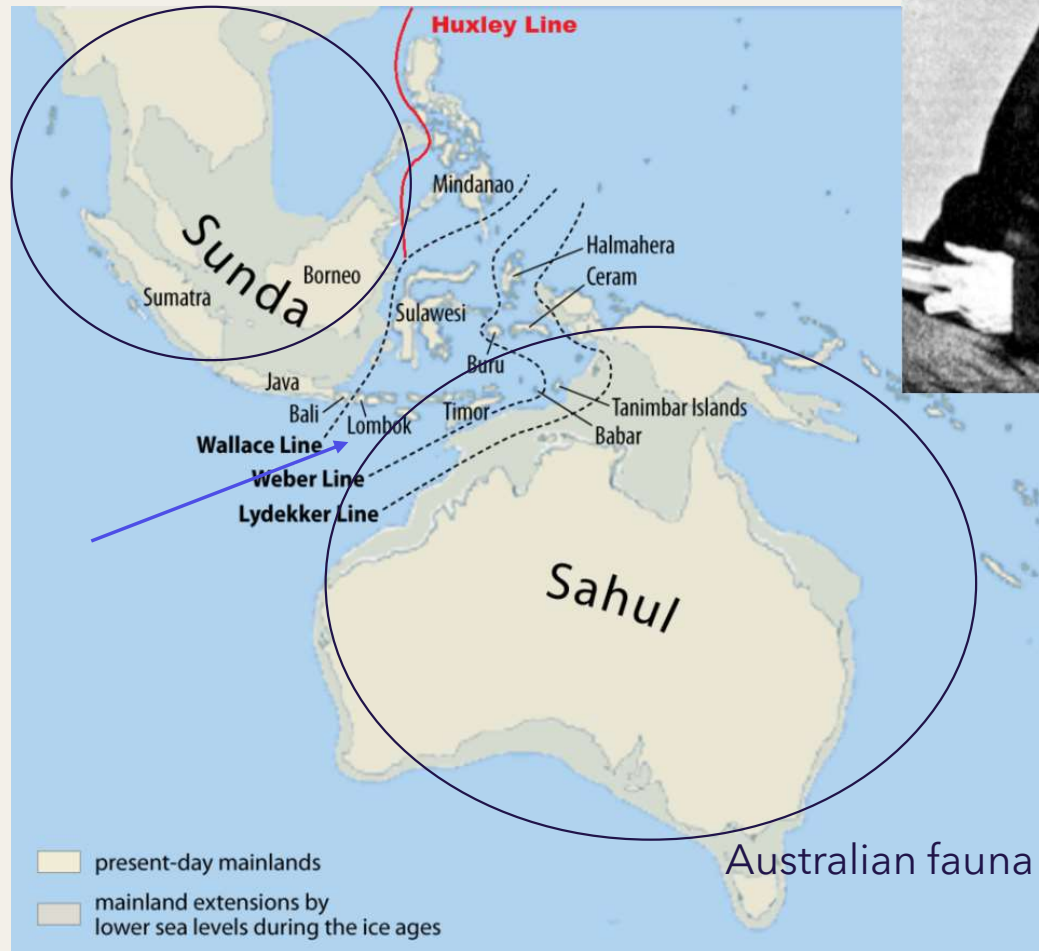 Huxley Line
Mindanao
Halmahera
Ceram
Sunda
Borneo
Sumatra
Sulawesi
Buru
Java
Bali
Lombok
Timor
Tanimbar Islands
Babar
Wallace Line
Weber Line
Lydekker Line
Sahul
Australian fauna
present-day mainlands
mainland extensions by
lower sea levels during the ice ages